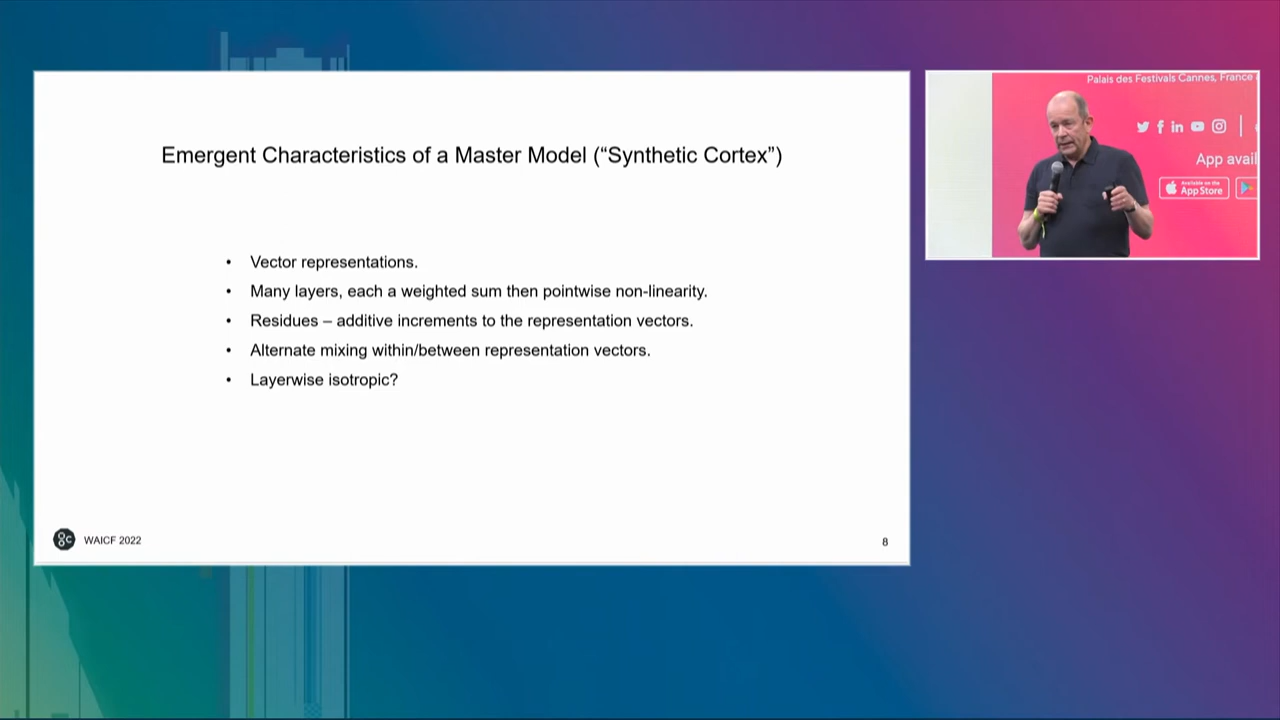 Emergent Characteristics of a Master Model (“Synthetic Cortex”)
• Vector representations.
• Many layers, each a weighted sum then pointwise non-linearity.
• Residues – additive increments to the representation vectors.
• Alternate mixing within/between representation vectors.
• Layerwise isotropic?
gc WAICF 2022
8
Palais des Festivals Cannes, France
App avail
Available on the
App Store